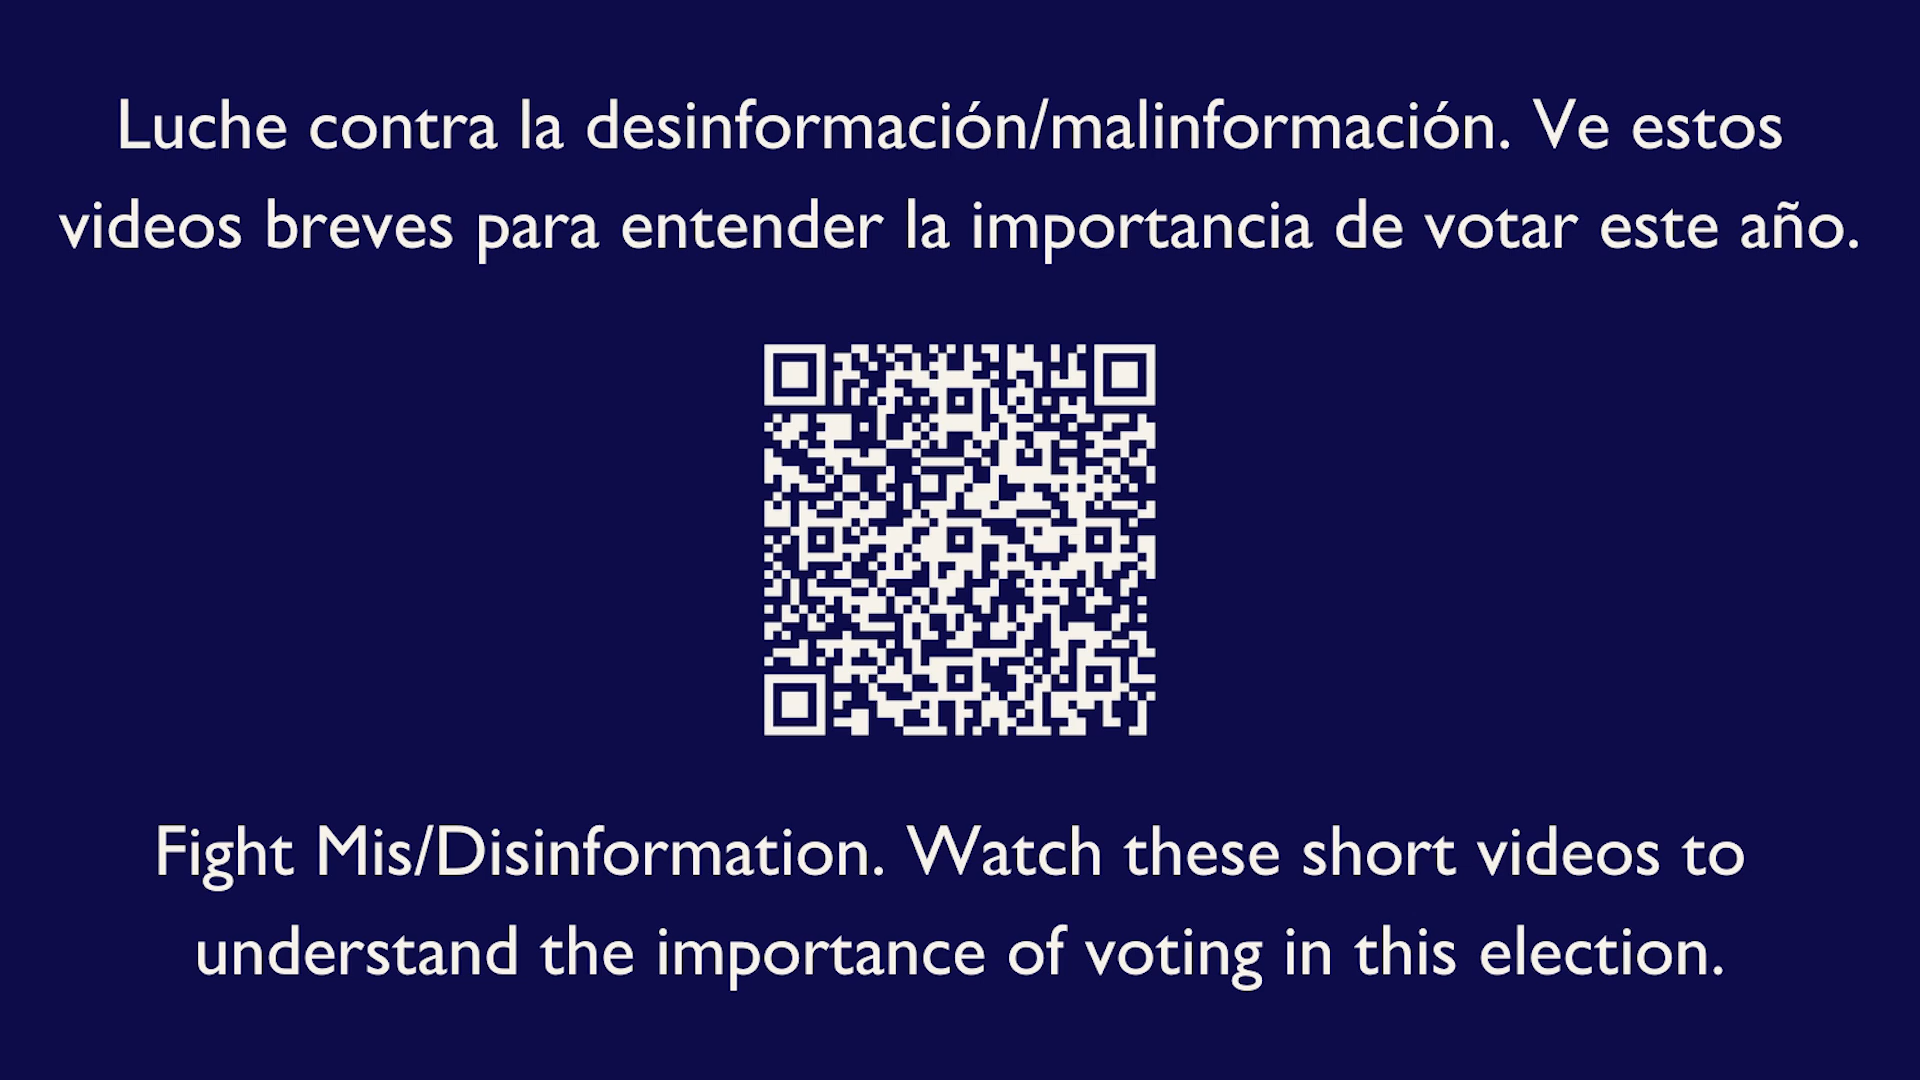 Luche contra la desinformación/malinformación. Ve estos
videos breves para entender la importancia de votar este año.
Fight Mis/Disinformation. Watch these short videos to
understand the importance of voting in this election.